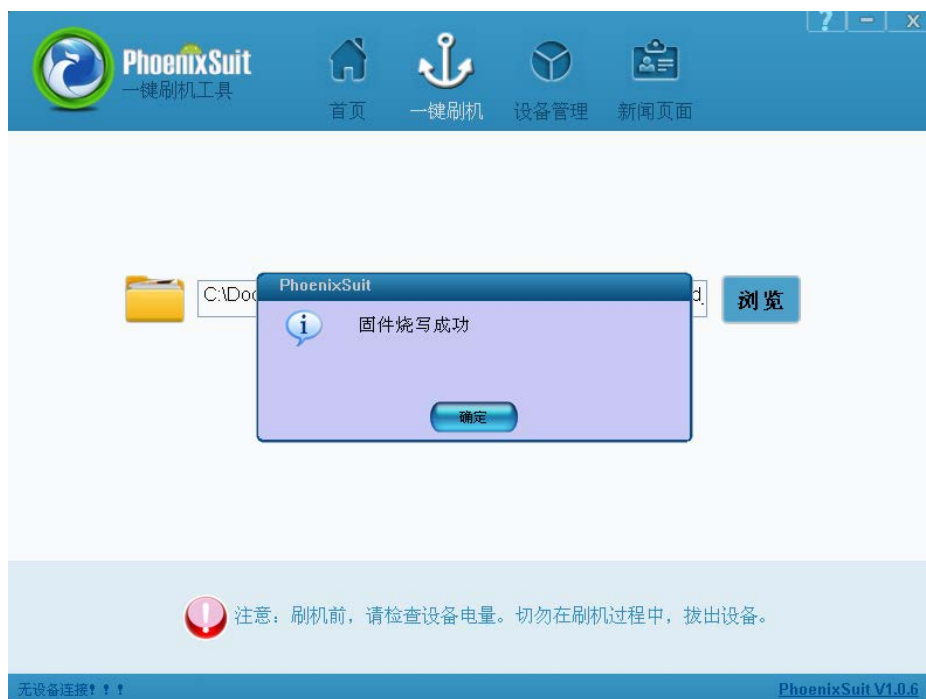 ? - x
PhoenixSuit
一键刷机工具
首页 一键刷机 设备管理 新闻页面
PhoenixSuit
C:\Doc
d.
浏览
固件烧写成功
确定
注意：刷机前，请检查设备电量。切勿在刷机过程中，拔出设备。
无设备连接！！！
PhoenixSuit V1.0.6